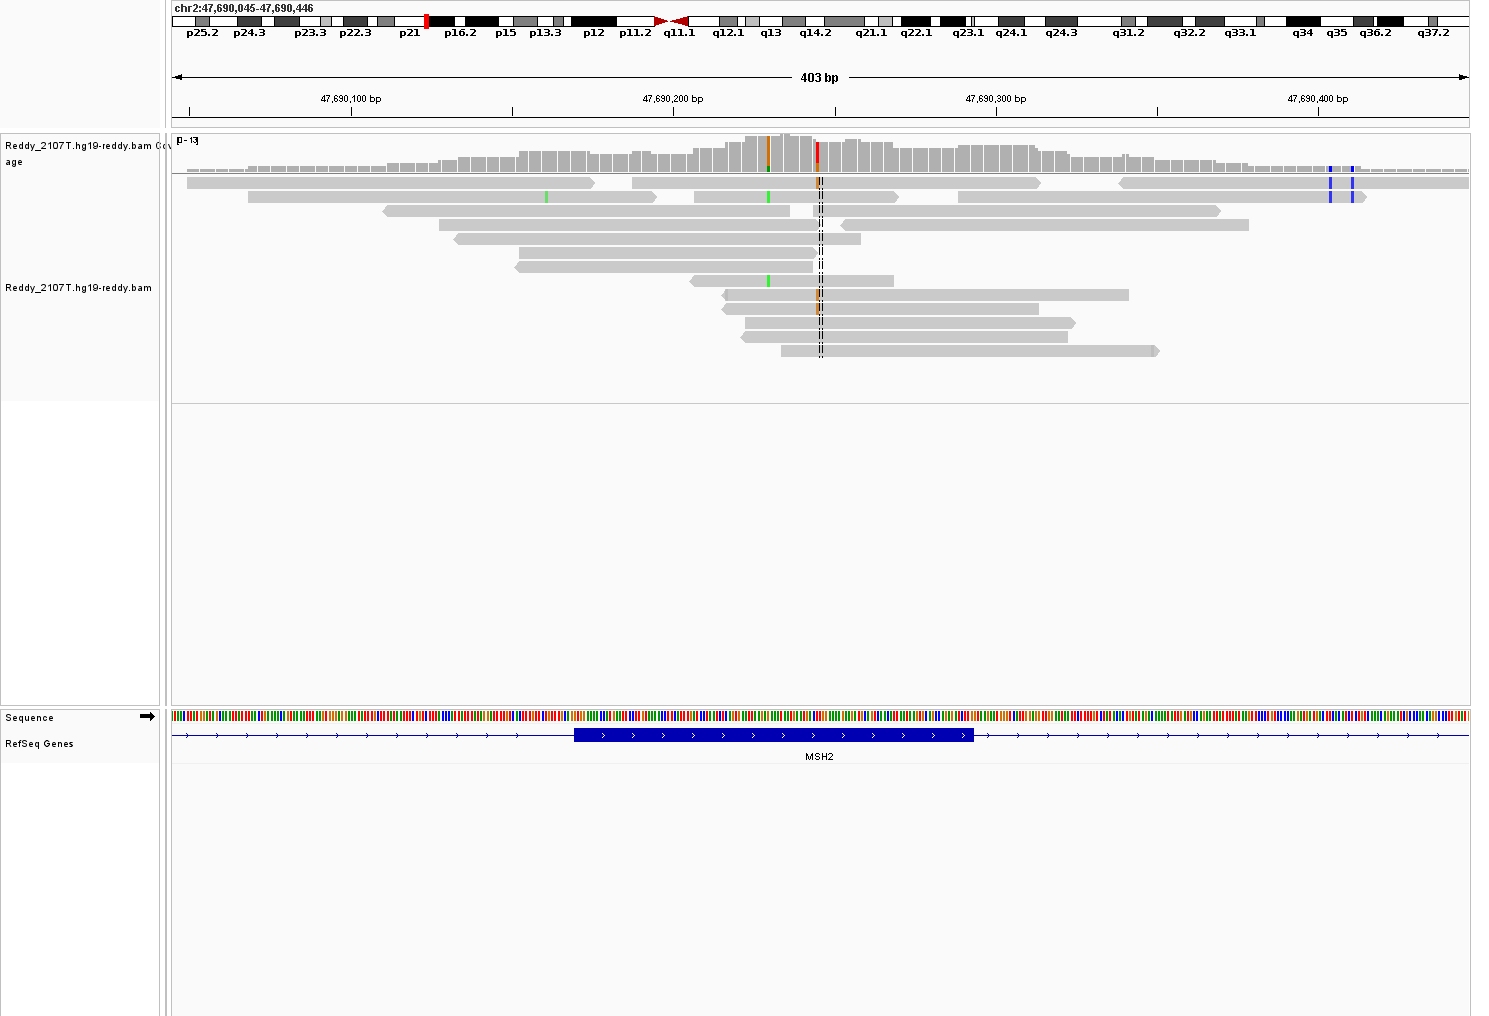 chr2:47,690,045-47,690,446
p25.2 p24.3 p23.3 p22.3 p21 p16.2 p15 p13.3 p12 p11.2 q11.1 q12.1 q13 q14.2 q21.1 q22.1 q23.1 q24.1 q24.3 q31.2 q32.2 q33.1 q34 q35 q36.2 q37.2
403 bp
47,690,100 bp 47,690,200 bp 47,690,300 bp 47,690,400 bp
[0 - 13]
Reddy_2107T.hg19-reddy.bam Cov
age
Reddy_2107T.hg19-reddy.bam
Sequence
RefSeq Genes
MSH2